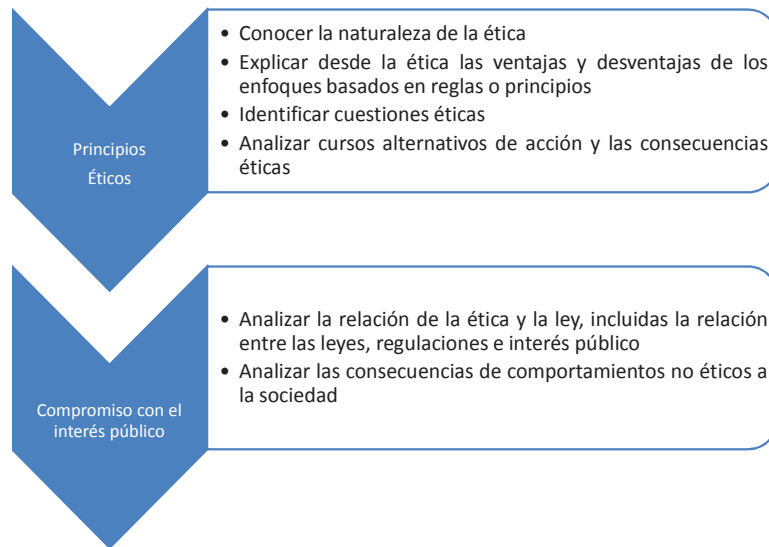 Principios
Éticos
• Conocer la naturaleza de la ética
• Explicar desde la ética las ventajas y desventajas de los
enfoques basados en reglas o principios
• Identificar cuestiones éticas
• Analizar cursos alternativos de acción y las consecuencias
éticas
Compromiso con el
interés público
• Analizar la relación de la ética y la ley, incluidas la relación
entre las leyes, regulaciones e interés público
• Analizar las consecuencias de comportamientos no éticos a
la sociedad